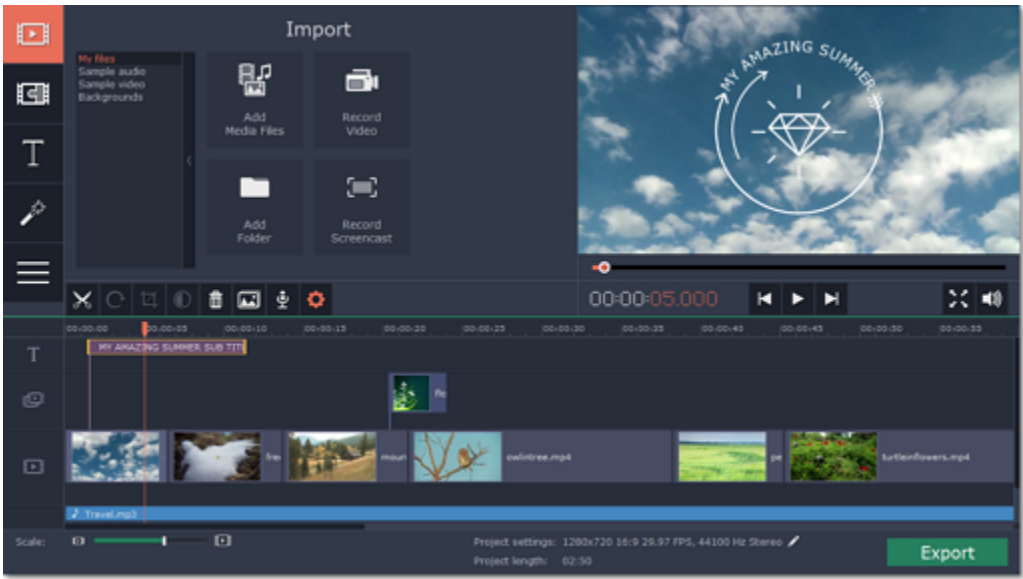 Import
My files
Sample audio
Sample video
Backgrounds
Add
Media Files
Record
Video
Add
Folder
Record
Screencast
MY AMAZING SUMMER
T
00:00:05.000
00:00:00 00:00:05 00:00:10 00:00:15 00:00:20 00:00:25 00:00:30 00:00:35 00:00:40 00:00:45 00:00:50 00:00:55
T
MY AMAZING SUMMER SUB TIT
flo
moun
owlintree.mp4
pe
turtleinflowers.mp4
Travel.mp3
Scale:
Project settings: 1280x720 16:9 29.97 FPS, 44100 Hz Stereo
Project length: 02:50
Export